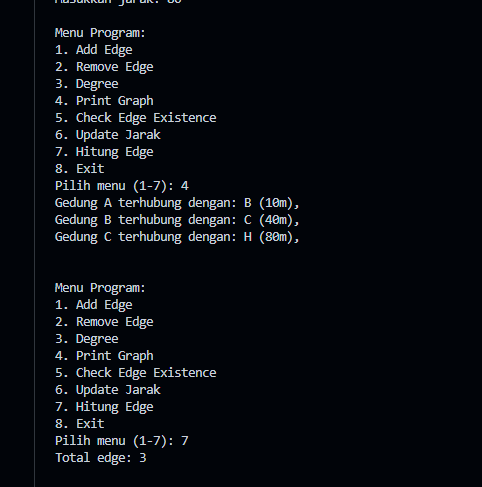 Masukkan jarak: 80
Menu Program:
1. Add Edge
2. Remove Edge
3. Degree
4. Print Graph
5. Check Edge Existence
6. Update Jarak
7. Hitung Edge
8. Exit
Pilih menu (1-7): 4
Gedung A terhubung dengan: B (10m),
Gedung B terhubung dengan: C (40m),
Gedung C terhubung dengan: H (80m),
Menu Program:
1. Add Edge
2. Remove Edge
3. Degree
4. Print Graph
5. Check Edge Existence
6. Update Jarak
7. Hitung Edge
8. Exit
Pilih menu (1-7): 7
Total edge: 3